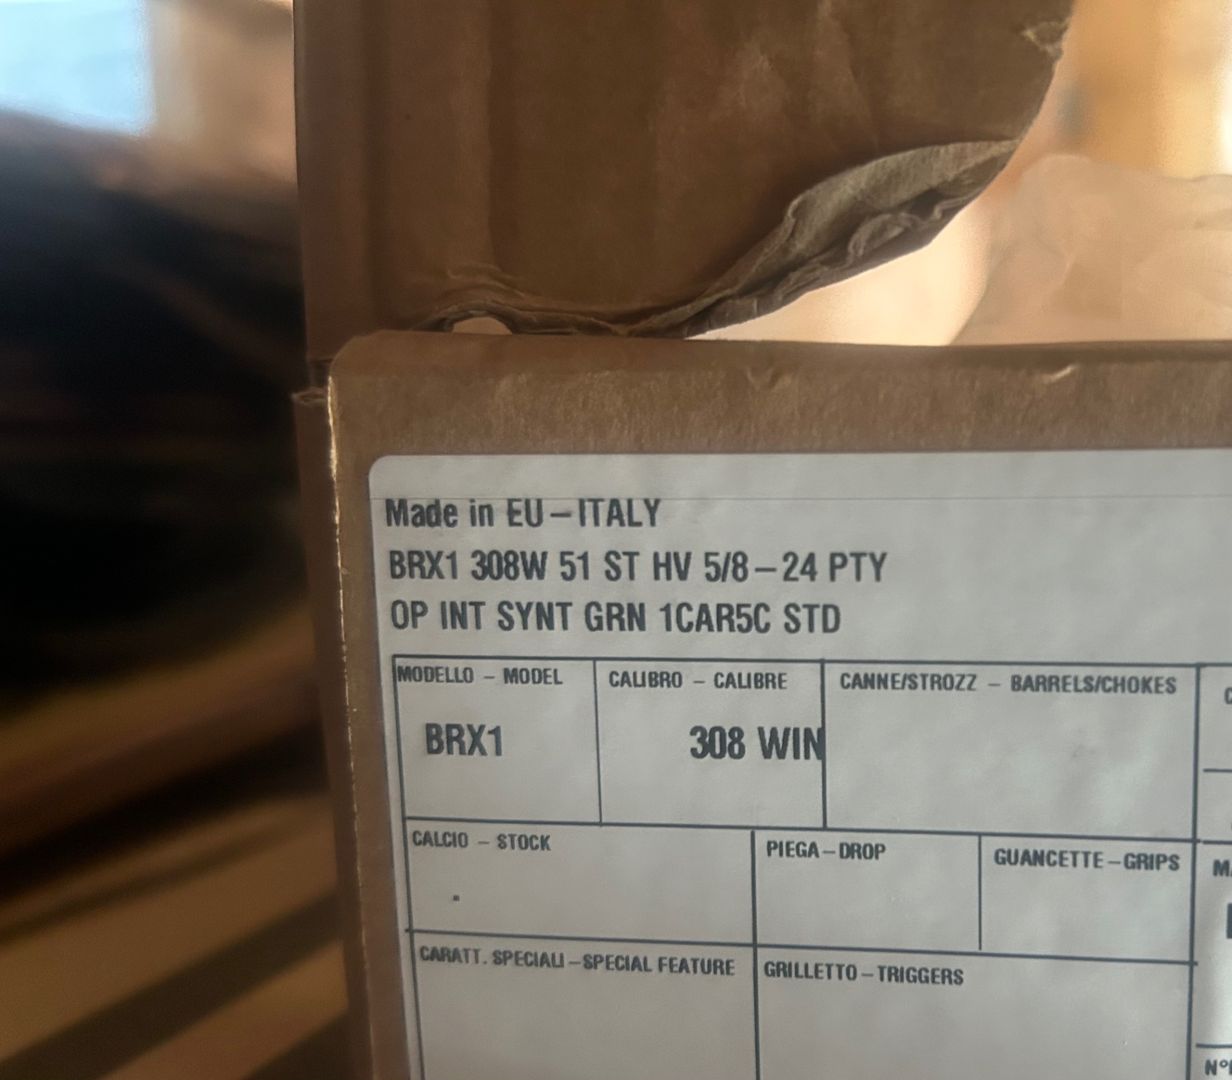 Made in EU – ITALY
BRX1 308W 51 ST HV 5/8 – 24 PTY
OP INT SYNT GRN 1CAR5C STD
MODELLO – MODEL CALIBRO – CALIBRE CANNE/STROZZ – BARRELS/CHOKES
BRX1 308 WIN
CALCIO – STOCK PIEGA – DROP GUANCETTE – GRIPS
.
CARATT. SPECIALI – SPECIAL FEATURE GRILLETTO – TRIGGERS